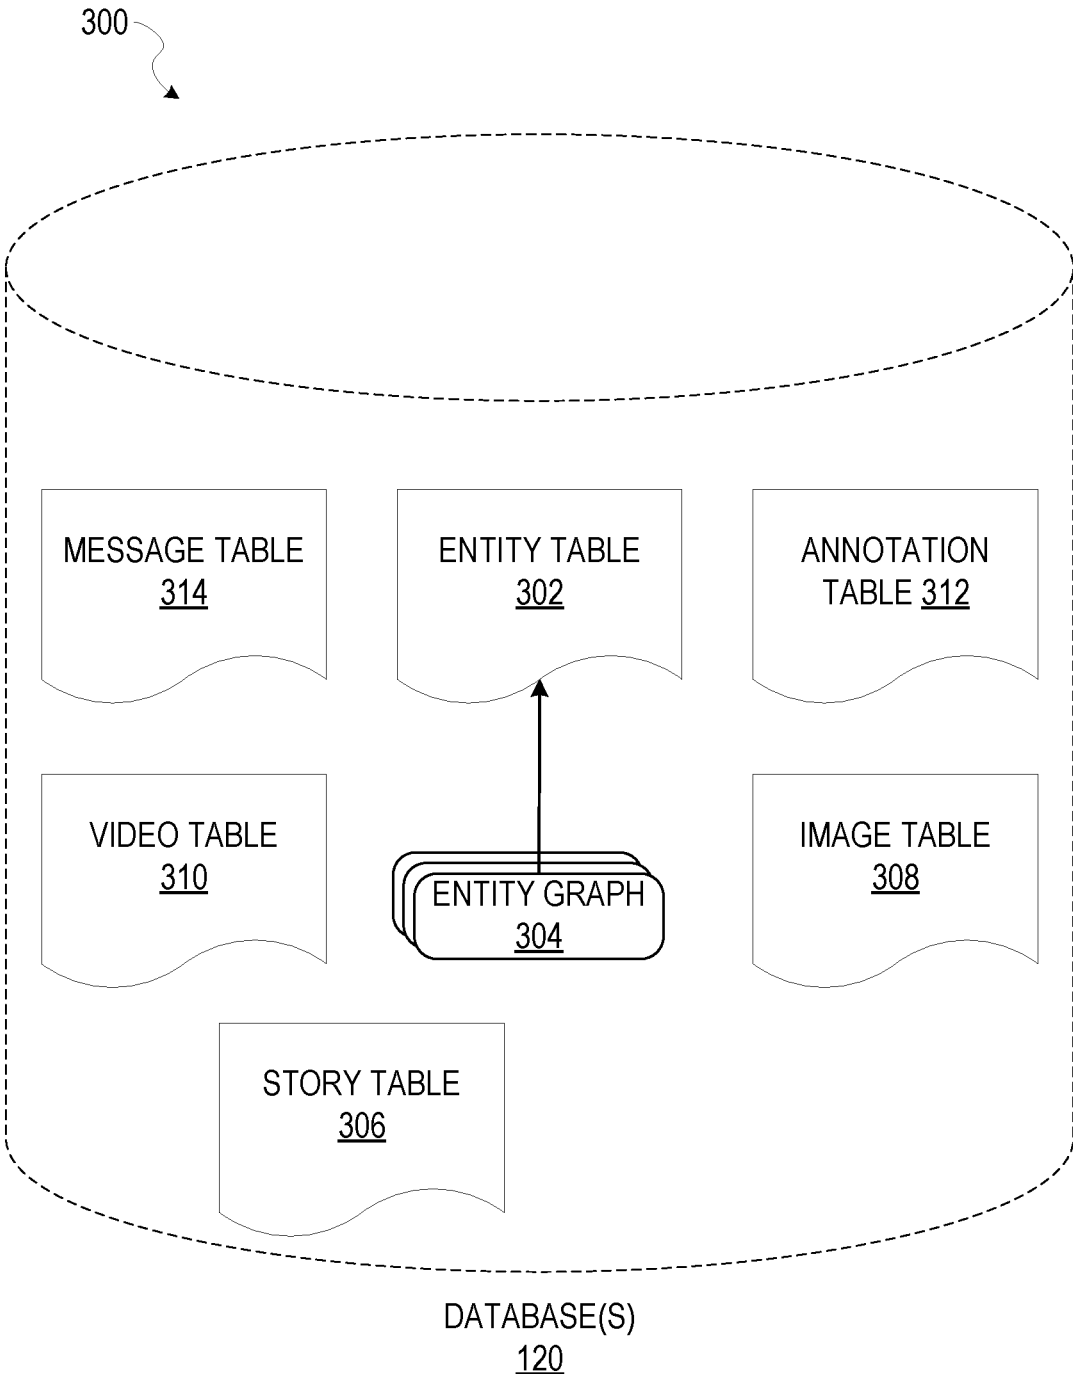 300
MESSAGE TABLE
314
ENTITY TABLE
302
ANNOTATION
TABLE 312
VIDEO TABLE
310
ENTITY GRAPH
304
IMAGE TABLE
308
STORY TABLE
306
DATABASE(S)
120